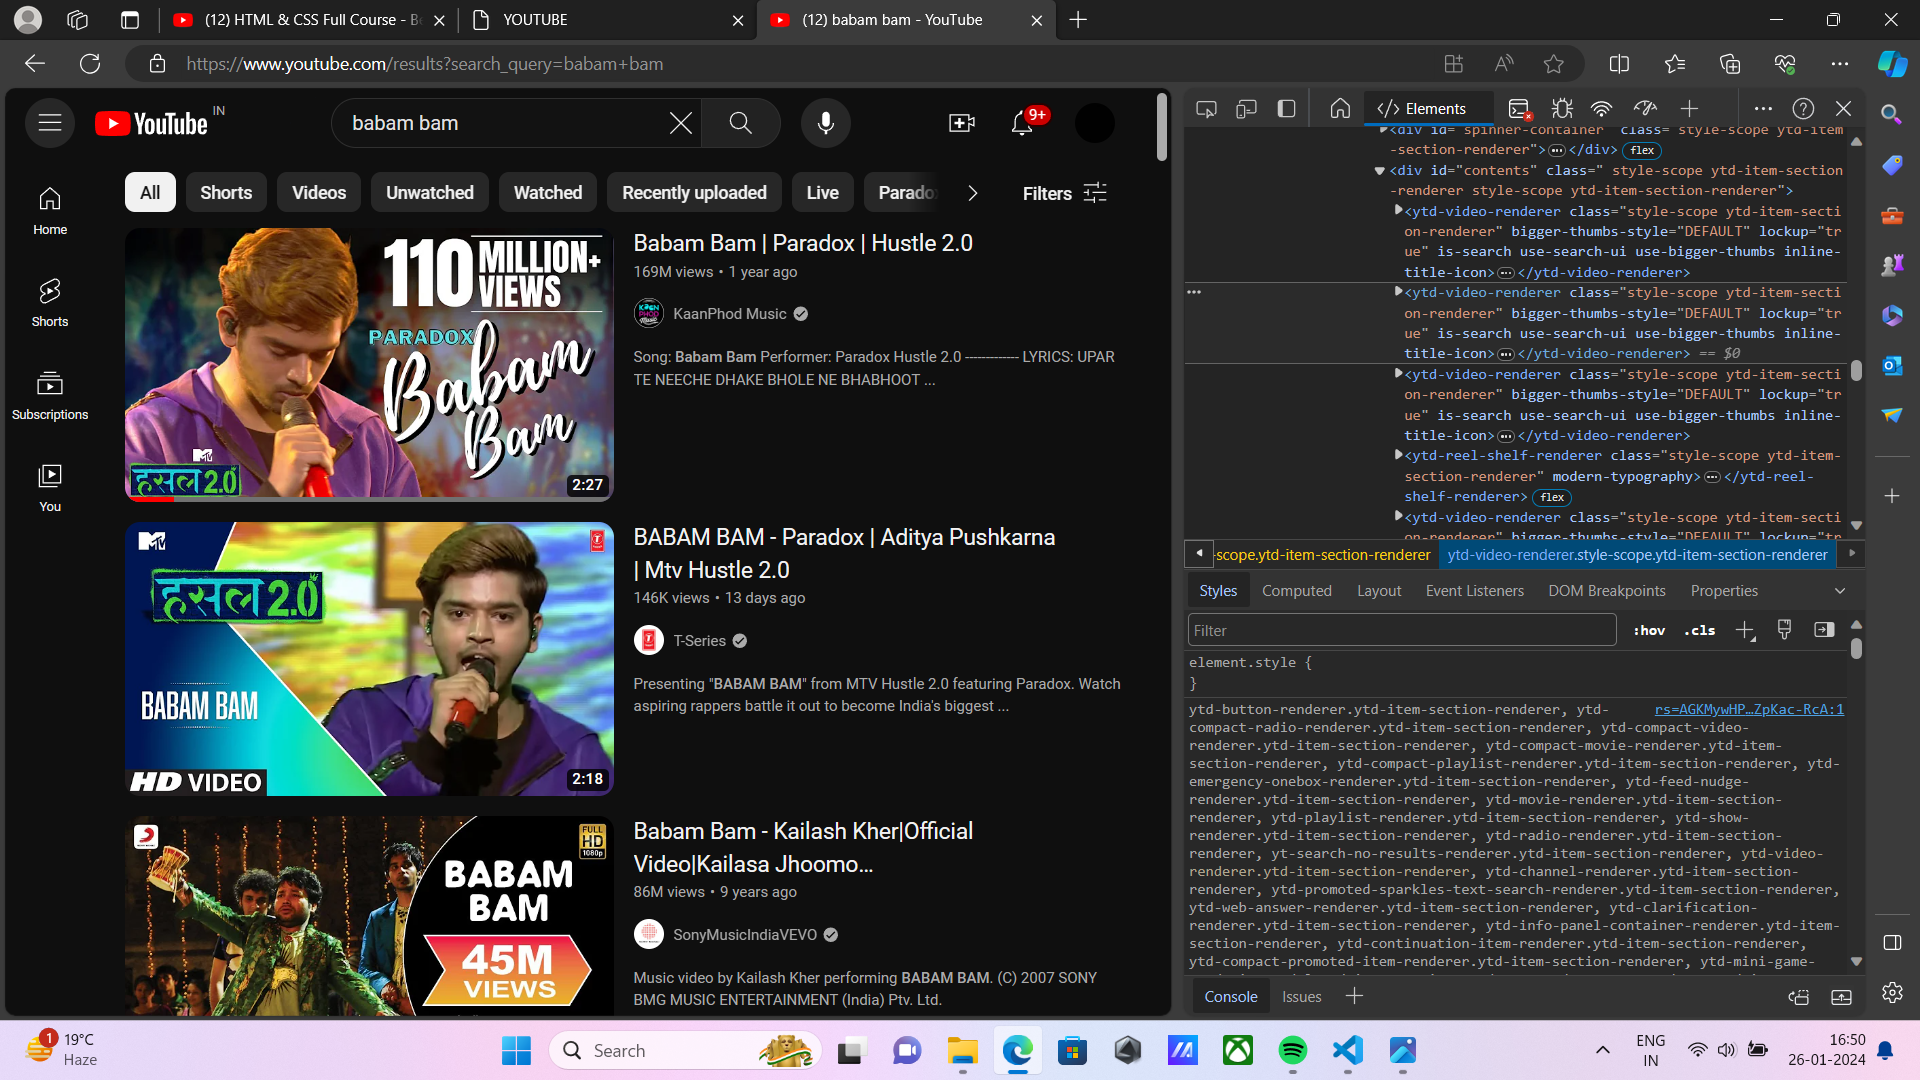 (12) HTML & CSS Full Course - Be
YOUTUBE
(12) babam bam - YouTube
https://www.youtube.com/results?search_query=babam+bam
YouTube IN
babam bam
9+
Home
Shorts
Subscriptions
You
All
Shorts
Videos
Unwatched
Watched
Recently uploaded
Live
Parado
Filters
110 MILLION+
VIEWS
PARADOX
Babam
Bam
हसल 2.0
2:27
Babam Bam | Paradox | Hustle 2.0
169M views • 1 year ago
KaanPhod Music
Song: Babam Bam Performer: Paradox Hustle 2.0 ------------- LYRICS: UPAR
TE NEECHE DHAKE BHOLE NE BHABHOOT ...
हसल 2.0
BABAM BAM
HD VIDEO
2:18
BABAM BAM - Paradox | Aditya Pushkarna
| Mtv Hustle 2.0
146K views • 13 days ago
T-Series
Presenting "BABAM BAM" from MTV Hustle 2.0 featuring Paradox. Watch
aspiring rappers battle it out to become India's biggest ...
FULL
HD
1080p
BABAM
BAM
45M
VIEWS
Babam Bam - Kailash Kher|Official
Video|Kailasa Jhoomo...
86M views • 9 years ago
SonyMusicIndiaVEVO
Music video by Kailash Kher performing BABAM BAM. (C) 2007 SONY
BMG MUSIC ENTERTAINMENT (India) Pty. Ltd.
Elements
<div id="spinner-container" class="style-scope ytd-item
-section-renderer">…</div> flex
<div id="contents" class=" style-scope ytd-item-section
-renderer style-scope ytd-item-section-renderer">
<ytd-video-renderer class="style-scope ytd-item-secti
on-renderer" bigger-thumbs-style="DEFAULT" lockup="tr
ue" is-search use-search-ui use-bigger-thumbs inline-
title-icon>…</ytd-video-renderer>
<ytd-video-renderer class="style-scope ytd-item-secti
on-renderer" bigger-thumbs-style="DEFAULT" lockup="tr
ue" is-search use-search-ui use-bigger-thumbs inline-
title-icon>…</ytd-video-renderer> == $0
<ytd-video-renderer class="style-scope ytd-item-secti
on-renderer" bigger-thumbs-style="DEFAULT" lockup="tr
ue" is-search use-search-ui use-bigger-thumbs inline-
title-icon>…</ytd-video-renderer>
<ytd-reel-shelf-renderer class="style-scope ytd-item-
section-renderer" modern-typography>…</ytd-reel-
shelf-renderer> flex
<ytd-video-renderer class="style-scope ytd-item-secti
on-renderer" bigger-thumbs-style="DEFAULT" lockup="tr
-scope.ytd-item-section-renderer
ytd-video-renderer.style-scope.ytd-item-section-renderer
Styles
Computed
Layout
Event Listeners
DOM Breakpoints
Properties
Filter
:hov
.cls
element.style {
}
ytd-button-renderer.ytd-item-section-renderer, ytd- rs=AGKMywHP…ZpKac-RcA:1
compact-radio-renderer.ytd-item-section-renderer, ytd-compact-video-
renderer.ytd-item-section-renderer, ytd-compact-movie-renderer.ytd-item-
section-renderer, ytd-compact-playlist-renderer.ytd-item-section-renderer, ytd-
emergency-onebox-renderer.ytd-item-section-renderer, ytd-feed-nudge-
renderer.ytd-item-section-renderer, ytd-movie-renderer.ytd-item-section-
renderer, ytd-playlist-renderer.ytd-item-section-renderer, ytd-show-
renderer.ytd-item-section-renderer, ytd-radio-renderer.ytd-item-section-
renderer, yt-search-no-results-renderer.ytd-item-section-renderer, ytd-video-
renderer.ytd-item-section-renderer, ytd-channel-renderer.ytd-item-section-
renderer, ytd-promoted-sparkles-text-search-renderer.ytd-item-section-renderer,
ytd-web-answer-renderer.ytd-item-section-renderer, ytd-clarification-
renderer.ytd-item-section-renderer, ytd-info-panel-container-renderer.ytd-item-
section-renderer, ytd-continuation-item-renderer.ytd-item-section-renderer,
ytd-compact-promoted-item-renderer.ytd-item-section-renderer, ytd-mini-game-
Console
Issues
1
19°C
Haze
Search
ENG
IN
16:50
26-01-2024